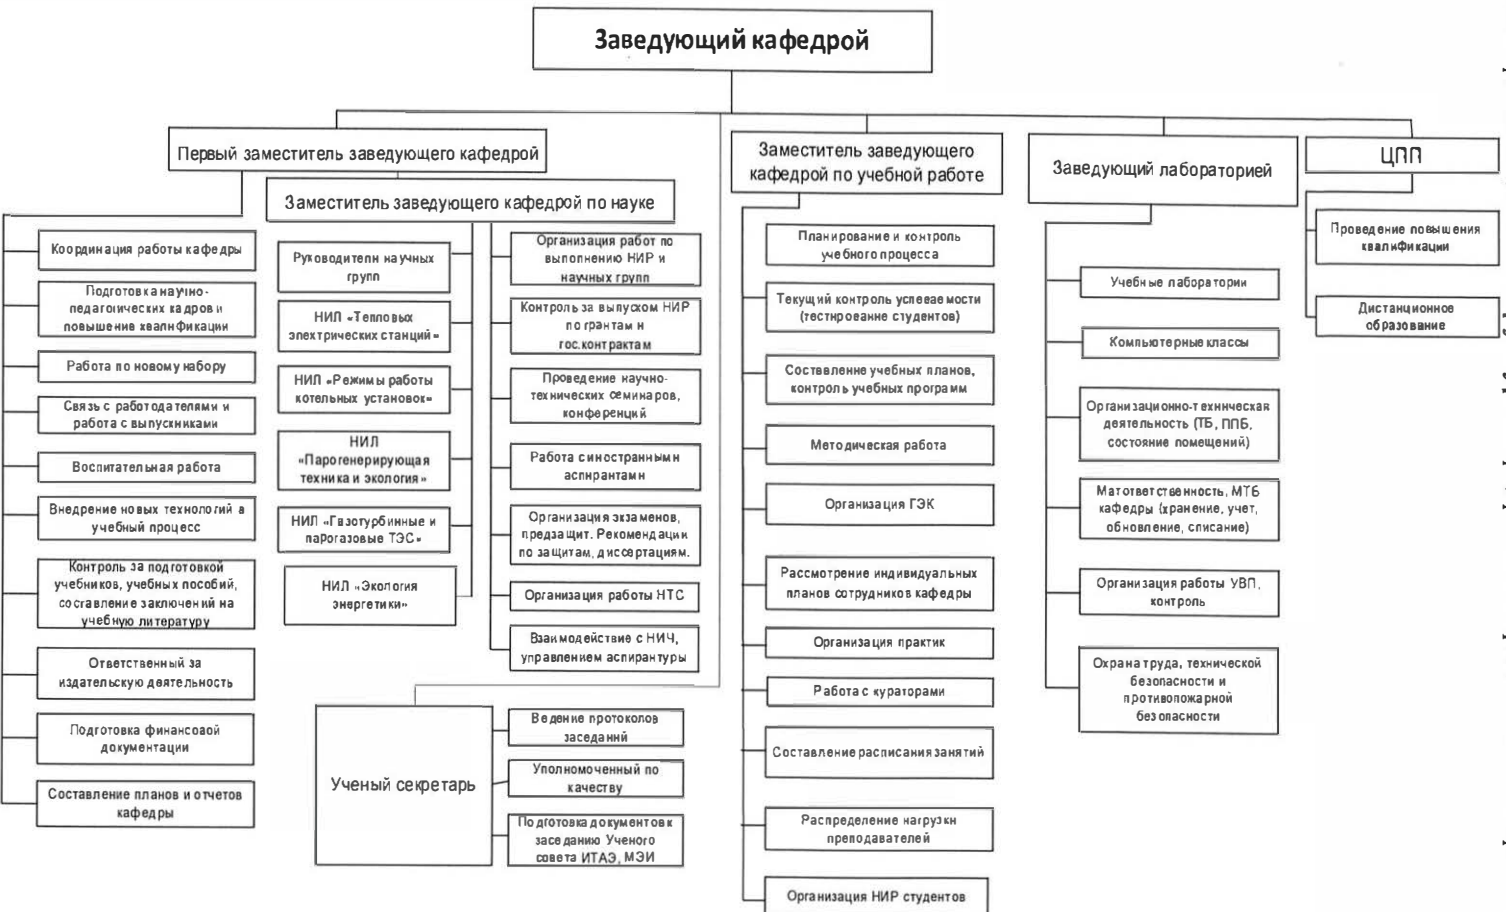 Заведующий кафедрой
Первый заместитель заведующего кафедрой
Заместитель заведующего кафедрой по науке
Координация работы кафедры
Подготовка научно-
педагоических кадров и
повышение квалификации
Работа по новому набору
Связь с работодателями и
работа с выпускниками
Воспитательная работа
Внедрение новых технологий в
учебный процесс
Контроль за подготовкой
учебников, учебных пособий,
составление заключений на
учебную литературу
Ответственный за
издательскую деятельность
Подготовка финансовой
документации
Составление планов и отчетов
кафедры
Руководители научных
групп
НИЛ «Тепловых
электрических станций»
НИЛ «Режимы работы
котельных установок»
НИЛ
«Парогенерирующая
техника и экология»
НИЛ «Газотурбинные и
парогазовые ТЭС»
НИЛ «Экология
энергетики»
Организация работ по
выполнению НИР и
научных групп
Контроль за выпуском НИР
по грантам и
гос.контрактам
Проведение научно-
технических семинаров,
конференций
Работа с иностранными
аспирантами
Организация экзаменов,
предзащит. Рекомендации
по защитам, диссертациям.
Организация работы НТС
Взаимодействие с НИЧ,
управлением аспирантуры
Ученый секретарь
Ведение протоколов
заседаний
Уполномоченный по
качеству
Подготовка документов к
заседанию Ученого
совета ИТАЭ, МЭИ
Заместитель заведующего
кафедрой по учебной работе
Планирование и контроль
учебного процесса
Текущий контроль успеваемости
(тестирование студентов)
Составление учебных планов,
контроль учебных программ
Методическая работа
Организация ГЭК
Рассмотрение индивидуальных
планов сотрудников кафедры
Организация практик
Работа с кураторами
Составление расписания занятий
Распределение нагрузки
преподавателей
Организация НИР студентов
Заведующий лабораторией
Учебные лаборатории
Компьютерные классы
Организационно-техническая
деятельность (ТБ, ППБ,
состояние помещений)
Матответственность, МТБ
кафедры (хранение, учет,
обновление, списание)
Организация работы УВП,
контроль
Охрана труда, технической
безопасности и
противопожарной
безопасности
ЦПП
Проведение повышения
квалификации
Дистанционное
образование